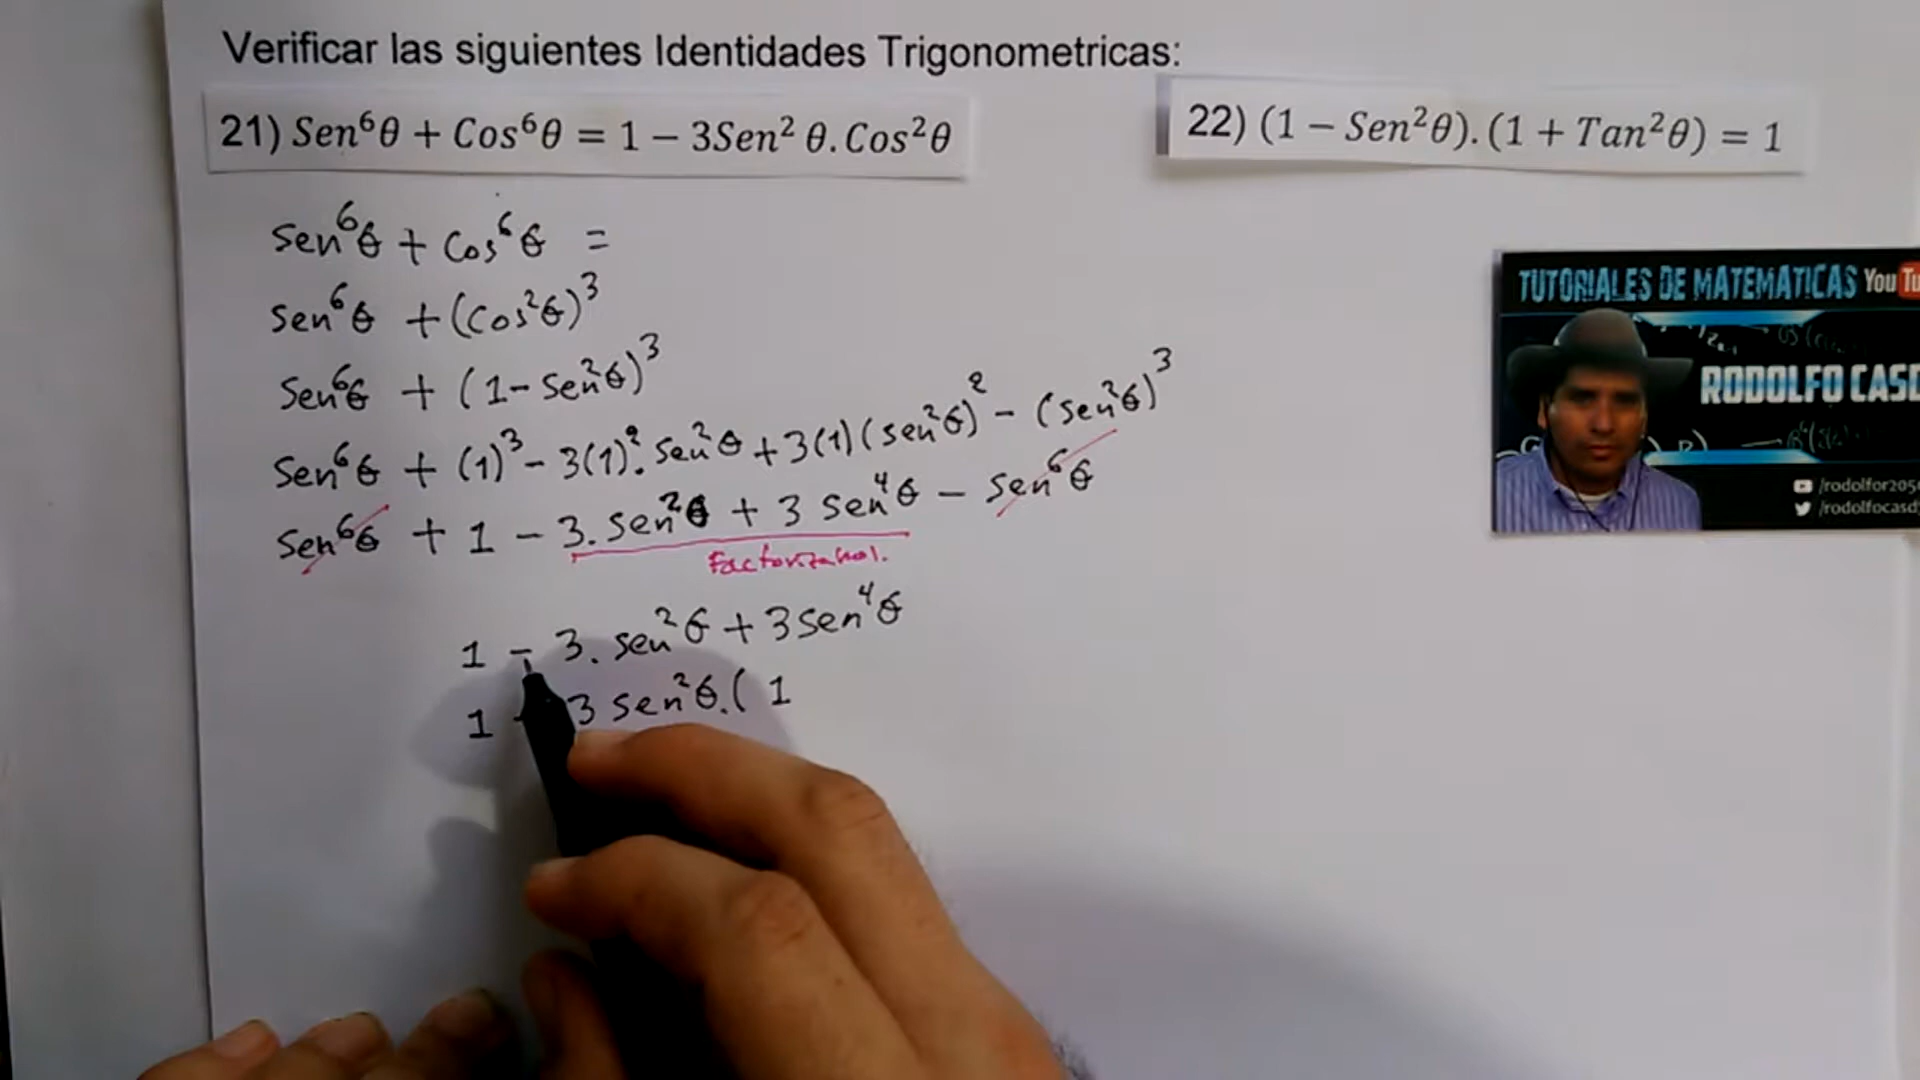 Verificar las siguientes Identidades Trigonometricas:
21) Sen⁶θ + Cos⁶θ = 1 − 3Sen² θ.Cos²θ
22) (1 − Sen²θ).(1 + Tan²θ) = 1
Sen⁶θ + Cos⁶θ =
Sen⁶θ + (Cos²θ)³
Sen⁶θ + (1 - Sen²θ)³
Sen⁶θ + (1)³ - 3(1)². Sen²θ + 3(1)(Sen²θ)² - (Sen²θ)³
Sen⁶θ + 1 - 3. Sen²θ + 3 Sen⁴θ - Sen⁶θ
1 - 3. Sen²θ + 3Sen⁴θ
1 - 3 Sen²θ.( 1
TUTORIALES DE MATEMATICAS You Tu
RODOLFO CASD
/rodolfor205
/rodolfocasd